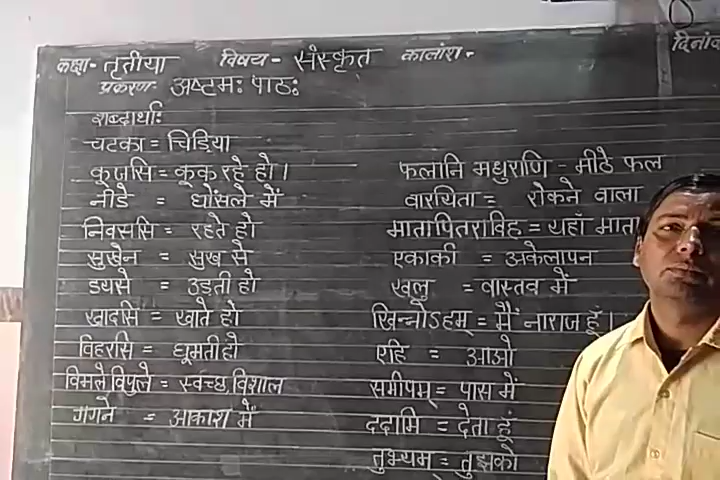 कक्षा- तृतीया विषय- संस्कृत कालांश-
दिनांक
प्रकरण- अष्टमः पाठः
शब्दार्थाः
चटका = चिड़िया
कूजसि = कूक रहे हो।
नीडे = घोंसले में
निवससि = रहते हो
सुखेन = सुख से
डयसे = उड़ती हो
खादसि = खाते हो
विहरसि = घूमती हो
विमले विपुले = स्वच्छ, विशाल
गगने = आकाश में
फलानि मधुराणि - मीठे फल
वारयिता = रोकने वाला
मातापितराविह = यहाँ माता
एकाकी = अकेलापन
खलु = वास्तव में
खिन्नोऽहम् = मैं नाराज हूँ।
एहि = आओ
समीपम् = पास में
ददामि = देता हूँ
तुभ्यम् = तुझको